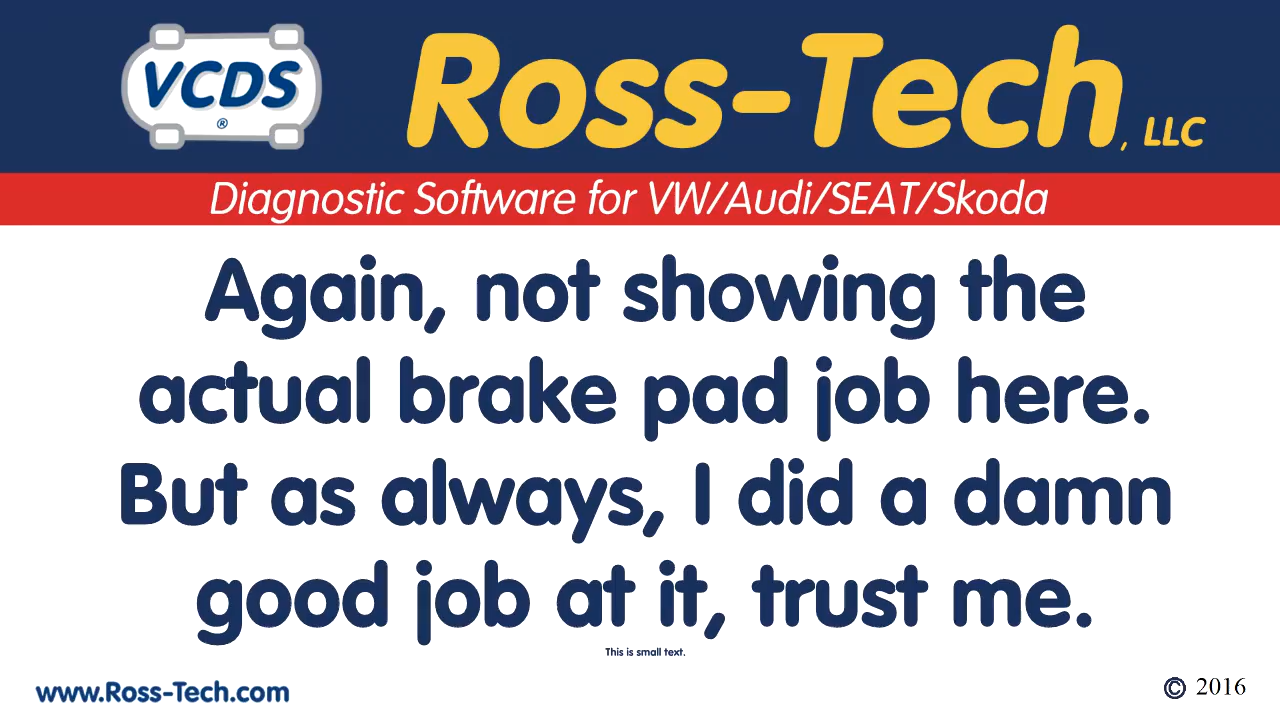 VCDS
®
Ross-Tech, LLC
Diagnostic Software for VW/Audi/SEAT/Skoda
Again, not showing the
actual brake pad job here.
But as always, I did a damn
good job at it, trust me.
This is small text.
www.Ross-Tech.com
© 2016